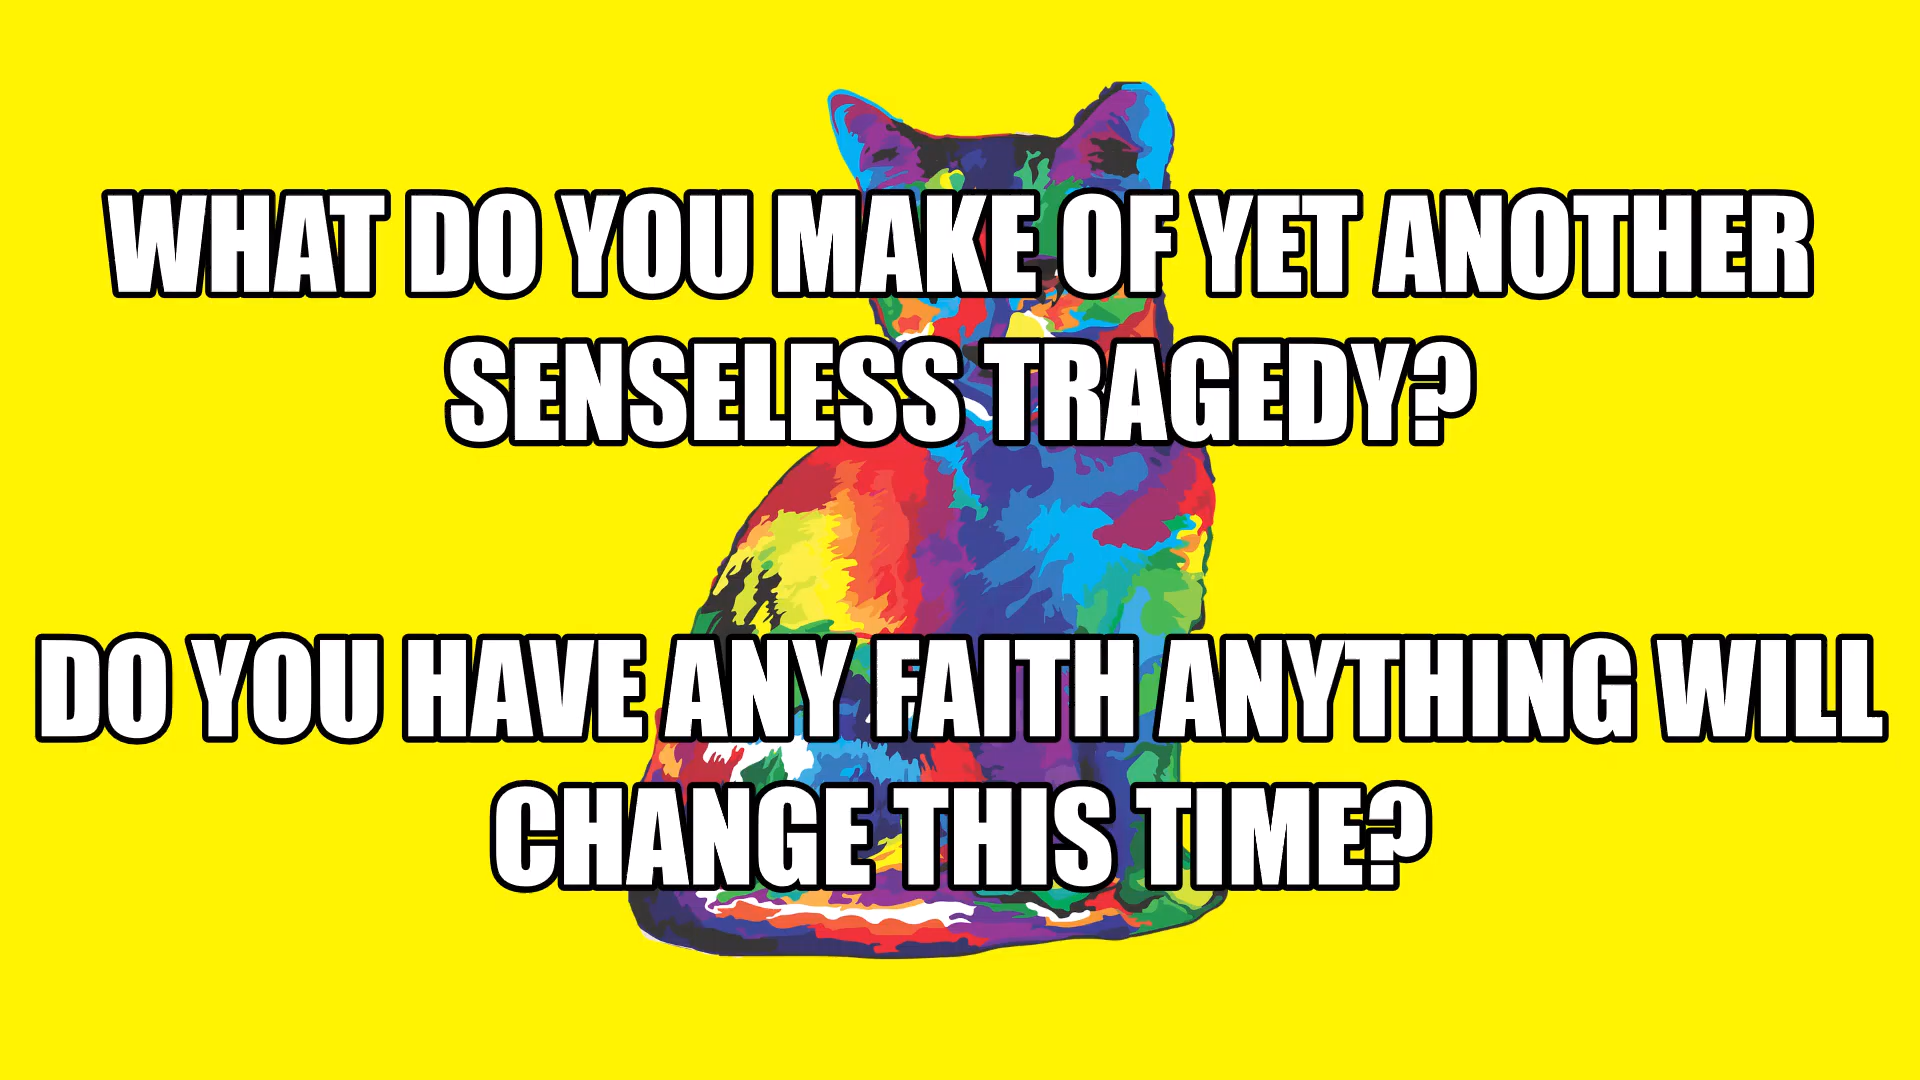 WHAT DO YOU MAKE OF YET ANOTHER
SENSELESS TRAGEDY?
DO YOU HAVE ANY FAITH ANYTHING WILL
CHANGE THIS TIME?